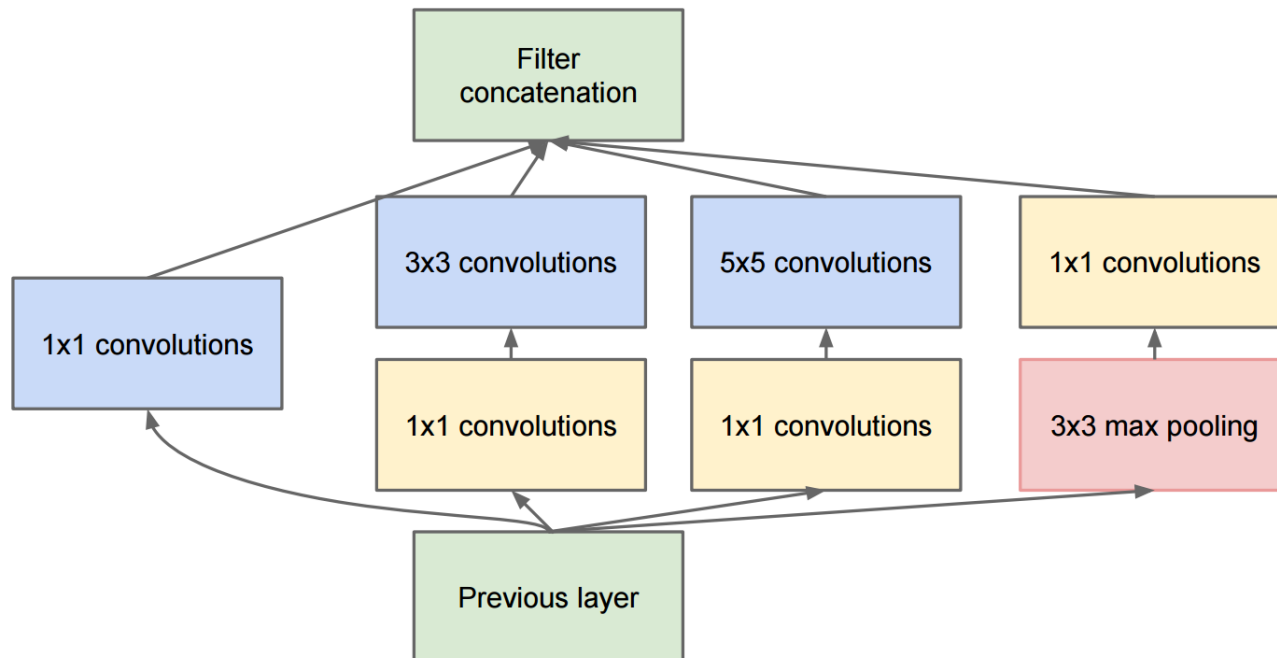 Filter
concatenation
3x3 convolutions
5x5 convolutions
1x1 convolutions
1x1 convolutions
1x1 convolutions
1x1 convolutions
3x3 max pooling
Previous layer